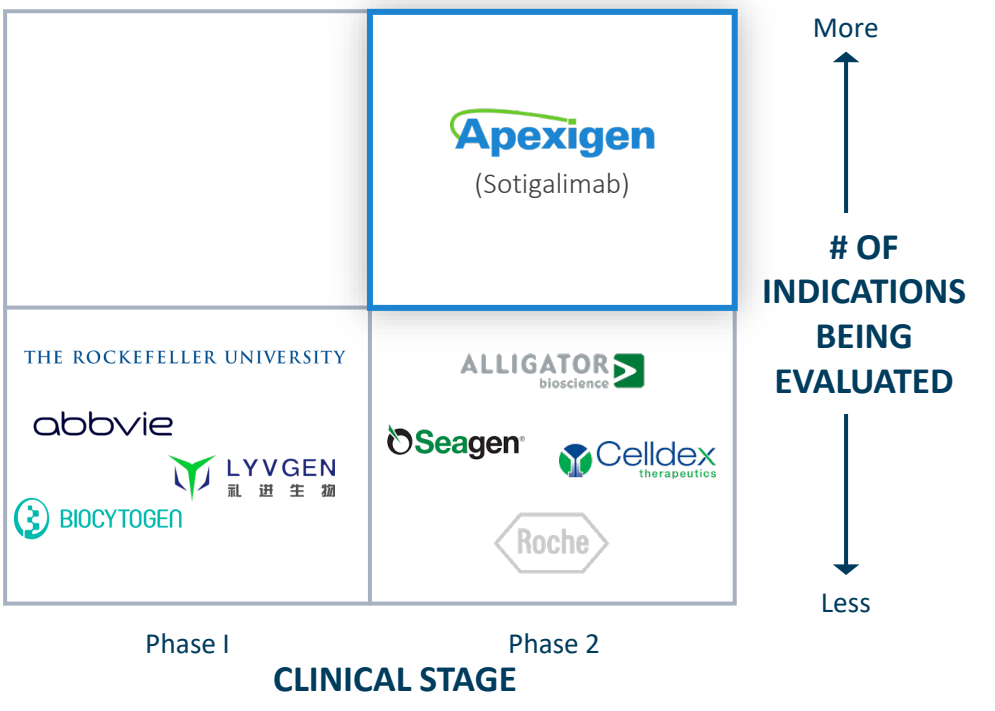 More
Apexigen
(Sotigalimab)
# OF
INDICATIONS
BEING
EVALUATED
THE ROCKEFELLER UNIVERSITY
abbvie
LYVGEN
礼进生物
BIOCYTOGEN
ALLIGATOR
bioscience
Seagen®
Celldex
therapeutics
Roche
Less
Phase I
Phase 2
CLINICAL STAGE